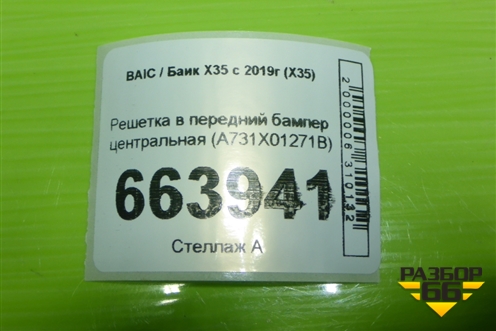 BAIC / Баик X35 с 2019г (X35)
Решетка в передний бампер
центральная (A731X01271B)
663941
Стеллаж А
2000006310132
РАЗБОР
66